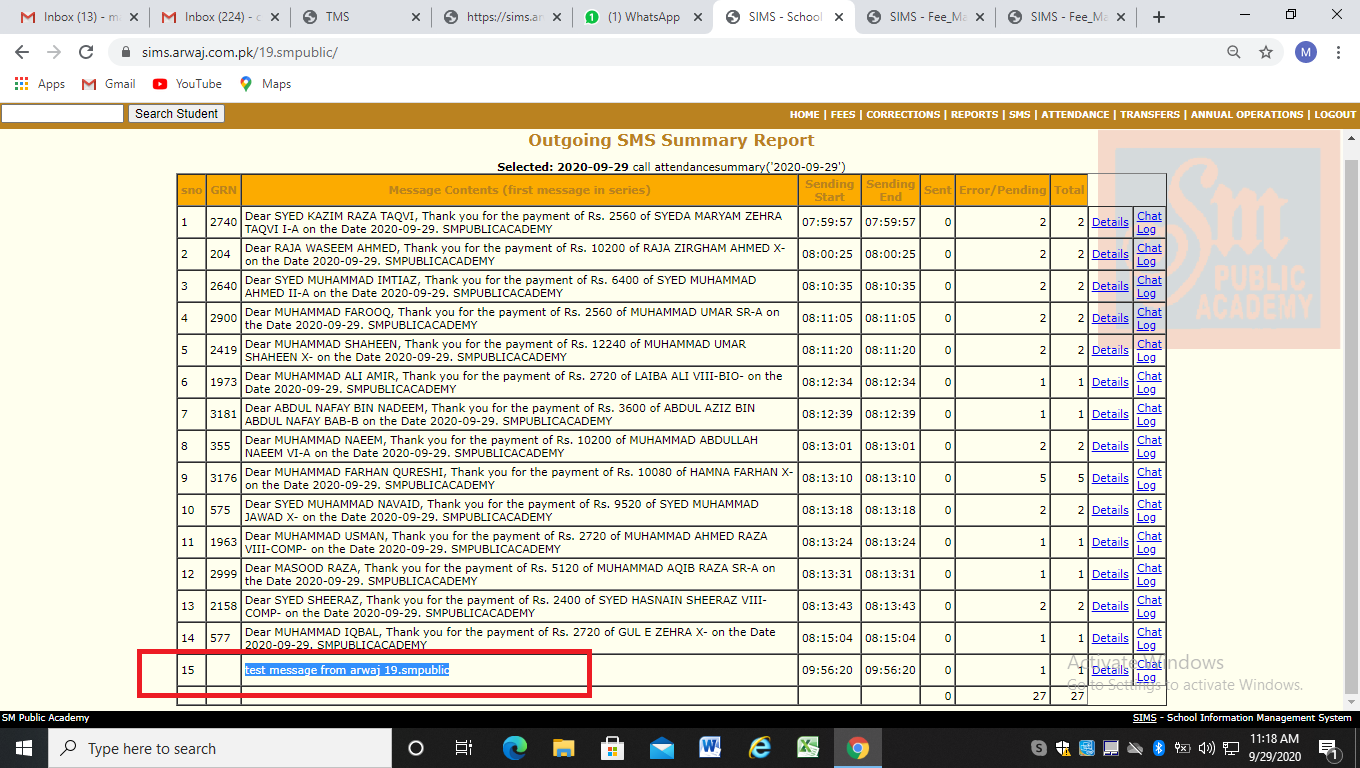 Inbox (13) - m
Inbox (224) - c
TMS
https://sims.ar
(1) WhatsApp
SIMS - School
SIMS - Fee_Ma
SIMS - Fee_Ma
sims.arwaj.com.pk/19.smpublic/
M
Apps
Gmail
YouTube
Maps
Search Student
HOME | FEES | CORRECTIONS | REPORTS | SMS | ATTENDANCE | TRANSFERS | ANNUAL OPERATIONS | LOGOUT
Outgoing SMS Summary Report
Selected: 2020-09-29 call attendancesummary('2020-09-29')
Sm
PUBLIC
ACADEMY
sno GRN Message Contents (first message in series) Sending Start Sending End Sent Error/Pending Total
1 2740 Dear SYED KAZIM RAZA TAQVI, Thank you for the payment of Rs. 2560 of SYEDA MARYAM ZEHRA 07:59:57 07:59:57 0 2 2 Details Chat Log
TAQVI I-A on the Date 2020-09-29. SMPUBLICACADEMY
2 204 Dear RAJA WASEEM AHMED, Thank you for the payment of Rs. 10200 of RAJA ZIRGHAM AHMED X- 08:00:25 08:00:25 0 2 2 Details Chat Log
on the Date 2020-09-29. SMPUBLICACADEMY
3 2640 Dear SYED MUHAMMAD IMTIAZ, Thank you for the payment of Rs. 6400 of SYED MUHAMMAD 08:10:35 08:10:35 0 2 2 Details Chat Log
AHMED II-A on the Date 2020-09-29. SMPUBLICACADEMY
4 2900 Dear MUHAMMAD FAROOQ, Thank you for the payment of Rs. 2560 of MUHAMMAD UMAR SR-A on 08:11:05 08:11:05 0 2 2 Details Chat Log
the Date 2020-09-29. SMPUBLICACADEMY
5 2419 Dear MUHAMMAD SHAHEEN, Thank you for the payment of Rs. 12240 of MUHAMMAD UMAR 08:11:20 08:11:20 0 2 2 Details Chat Log
SHAHEEN X- on the Date 2020-09-29. SMPUBLICACADEMY
6 1973 Dear MUHAMMAD ALI AMIR, Thank you for the payment of Rs. 2720 of LAIBA ALI VIII-BIO- on the 08:12:34 08:12:34 0 1 1 Details Chat Log
Date 2020-09-29. SMPUBLICACADEMY
7 3181 Dear ABDUL NAFAY BIN NADEEM, Thank you for the payment of Rs. 3600 of ABDUL AZIZ BIN 08:12:39 08:12:39 0 1 1 Details Chat Log
ABDUL NAFAY BAB-B on the Date 2020-09-29. SMPUBLICACADEMY
8 355 Dear MUHAMMAD NAEEM, Thank you for the payment of Rs. 10200 of MUHAMMAD ABDULLAH 08:13:01 08:13:01 0 2 2 Details Chat Log
NAEEM VI-A on the Date 2020-09-29. SMPUBLICACADEMY
9 3176 Dear MUHAMMAD FARHAN QURESHI, Thank you for the payment of Rs. 10080 of HAMNA FARHAN X- 08:13:10 08:13:10 0 5 5 Details Chat Log
on the Date 2020-09-29. SMPUBLICACADEMY
10 575 Dear SYED MUHAMMAD NAVAID, Thank you for the payment of Rs. 9520 of SYED MUHAMMAD 08:13:18 08:13:18 0 2 2 Details Chat Log
JAWAD X- on the Date 2020-09-29. SMPUBLICACADEMY
11 1963 Dear MUHAMMAD USMAN, Thank you for the payment of Rs. 2720 of MUHAMMAD AHMED RAZA 08:13:24 08:13:24 0 1 1 Details Chat Log
VIII-COMP- on the Date 2020-09-29. SMPUBLICACADEMY
12 2999 Dear MASOOD RAZA, Thank you for the payment of Rs. 5120 of MUHAMMAD AQIB RAZA SR-A on 08:13:31 08:13:31 0 1 1 Details Chat Log
the Date 2020-09-29. SMPUBLICACADEMY
13 2158 Dear SYED SHEERAZ, Thank you for the payment of Rs. 2400 of SYED HASNAIN SHEERAZ VIII- 08:13:43 08:13:43 0 2 2 Details Chat Log
COMP- on the Date 2020-09-29. SMPUBLICACADEMY
14 577 Dear MUHAMMAD IQBAL, Thank you for the payment of Rs. 2720 of GUL E ZEHRA X- on the Date 08:15:04 08:15:04 0 1 1 Details Chat Log
2020-09-29. SMPUBLICACADEMY
15 test message from arwaj 19.smpublic 09:56:20 09:56:20 0 1 1 Details Chat Log
0 27 27
Activate Windows
Go to Settings to activate Windows.
SM Public Academy
SIMS - School Information Management System
Type here to search
11:18 AM
9/29/2020
1